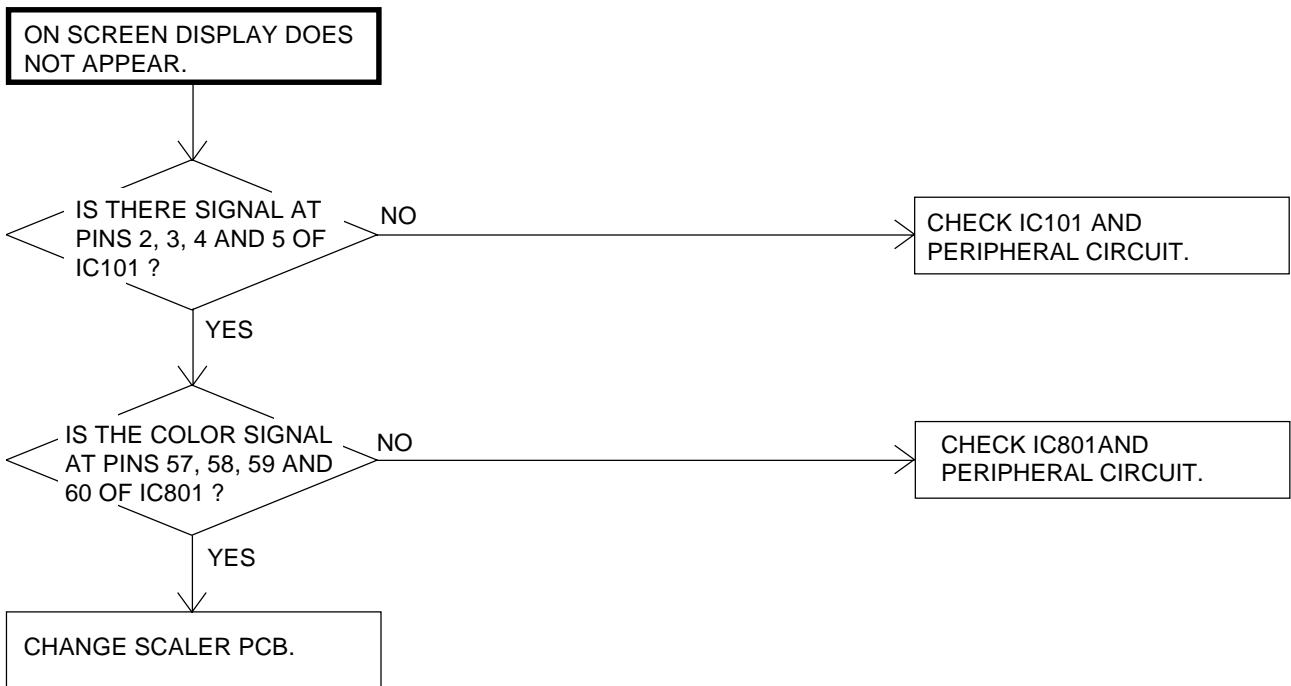 ON SCREEN DISPLAY DOES
NOT APPEAR.
IS THERE SIGNAL AT
PINS 2, 3, 4 AND 5 OF
IC101 ?
NO
CHECK IC101 AND
PERIPHERAL CIRCUIT.
YES
IS THE COLOR SIGNAL
AT PINS 57, 58, 59 AND
60 OF IC801 ?
NO
CHECK IC801AND
PERIPHERAL CIRCUIT.
YES
CHANGE SCALER PCB.